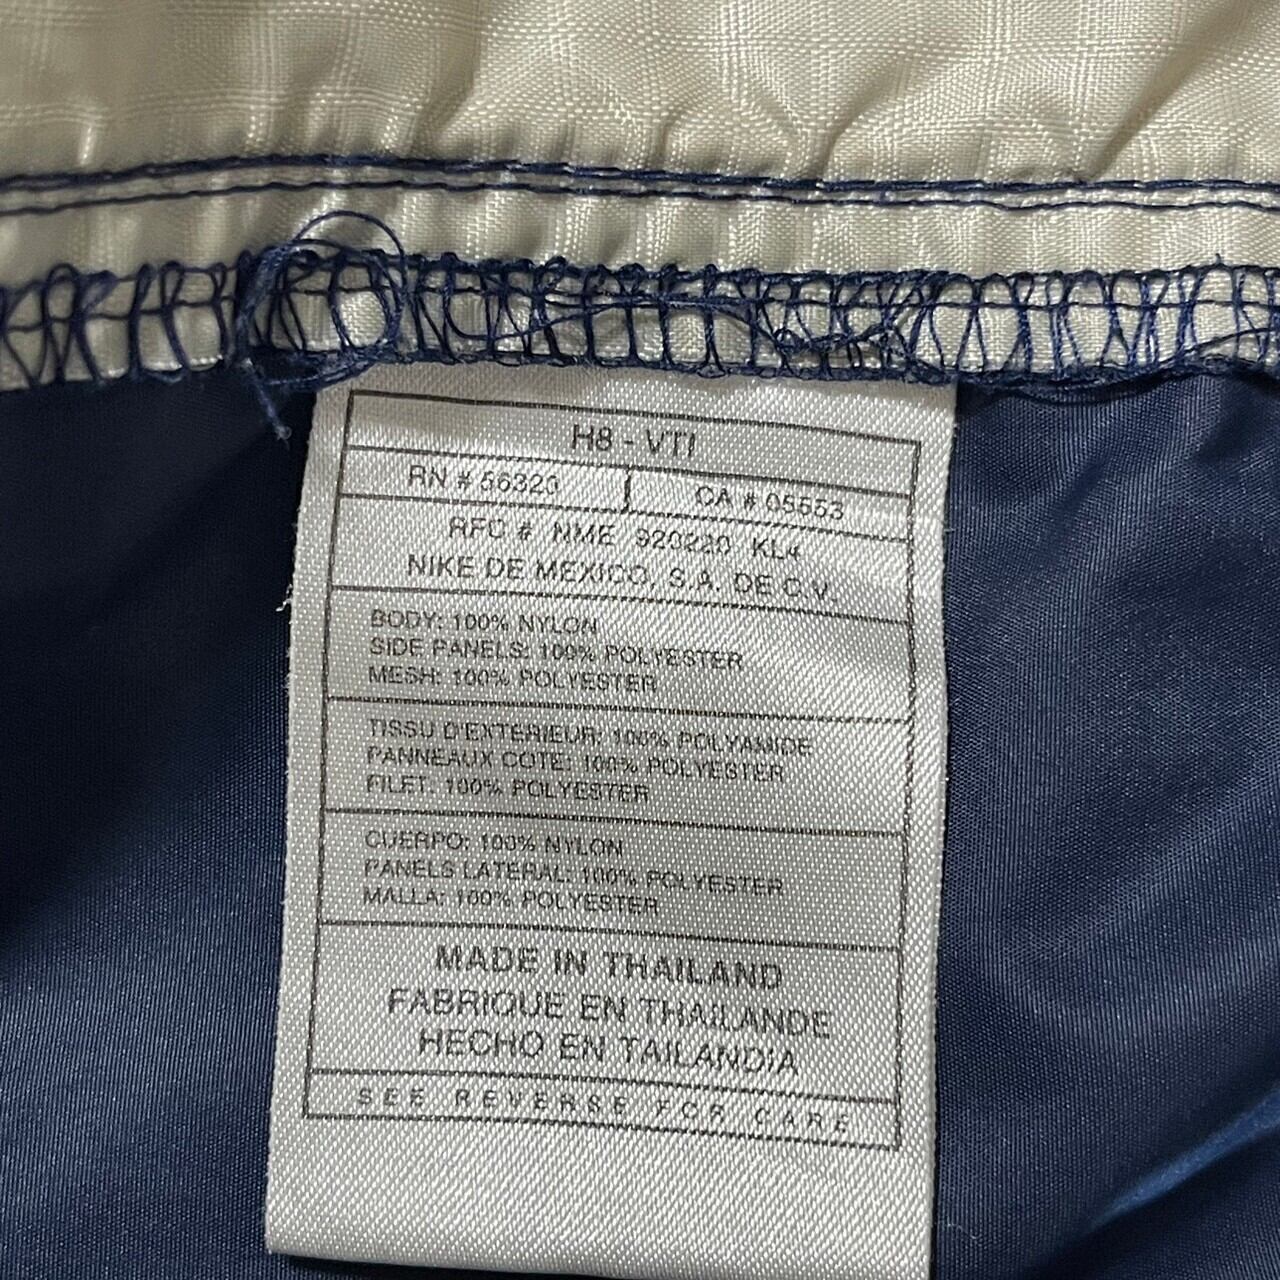 H8 - VTI
RN # 56323 CA # 05553
RFC # NME 920220 KL4
NIKE DE MEXICO, S.A. DE C.V.
BODY: 100% NYLON
SIDE PANELS: 100% POLYESTER
MESH: 100% POLYESTER
TISSU D'EXTERIEUR: 100% POLYAMIDE
PANNEAUX COTE: 100% POLYESTER
FILET: 100% POLYESTER
CUERPO: 100% NYLON
PANELS LATERAL: 100% POLYESTER
MALLA: 100% POLYESTER
MADE IN THAILAND
FABRIQUE EN THAILANDE
HECHO EN TAILANDIA
SEE REVERSE FOR CARE